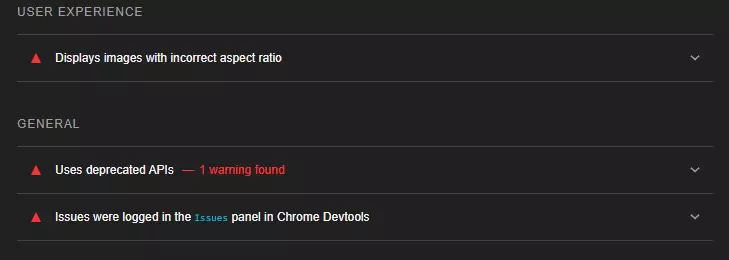 USER EXPERIENCE
Displays images with incorrect aspect ratio
GENERAL
Uses deprecated APIs — 1 warning found
Issues were logged in the Issues panel in Chrome Devtools